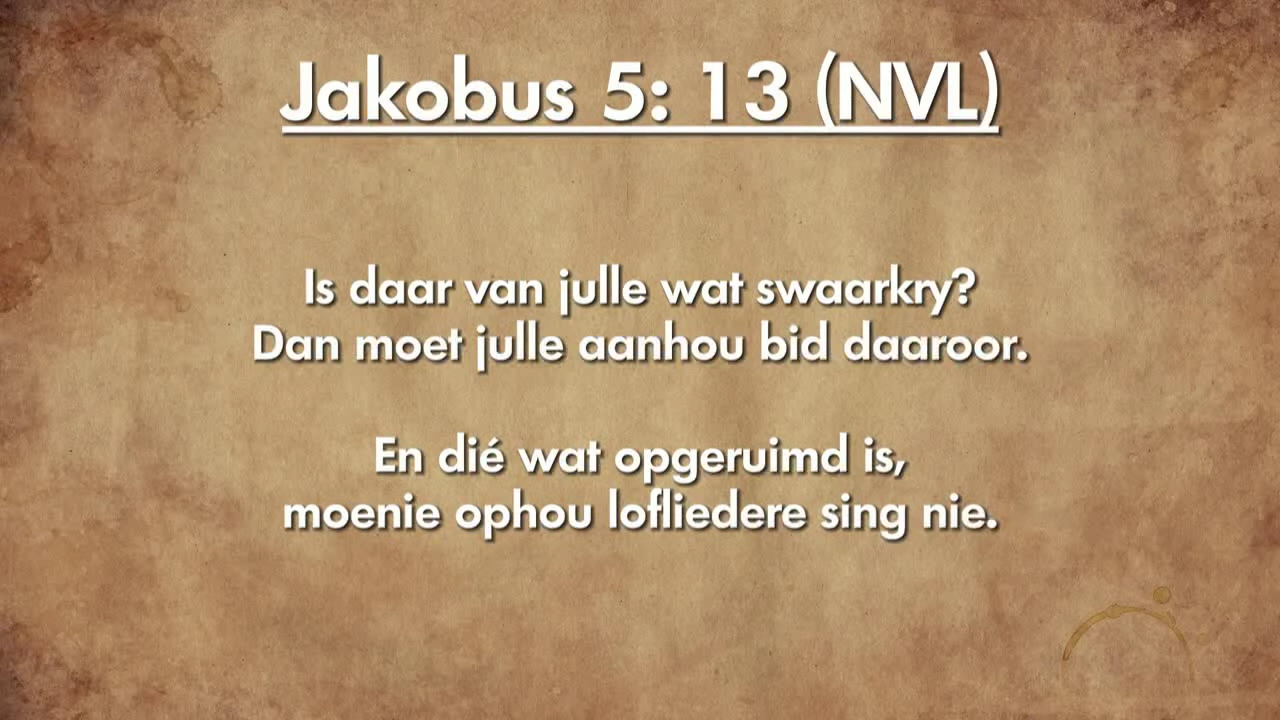 Jakobus 5: 13 (NVL)
Is daar van julle wat swaarkry?
Dan moet julle aanhou bid daaroor.
En dié wat opgeruimd is,
moenie ophou lofliedere sing nie.